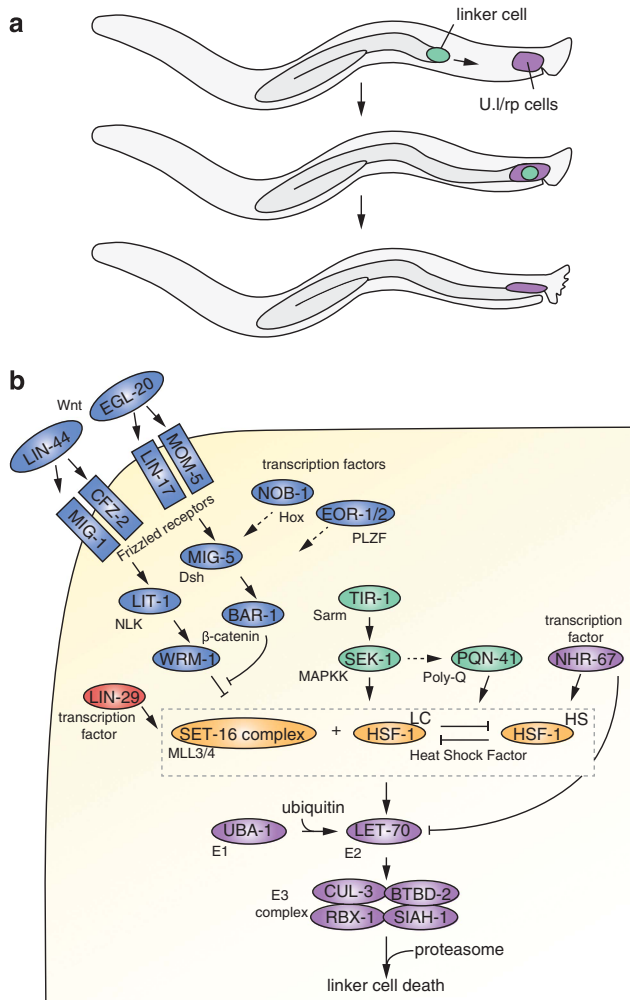 a
linker cell
U.l/rp cells
b
Wnt
EGL-20
LIN-44
LIN-17
MOM-5
CFZ-2
MIG-1
Frizzled receptors
transcription factors
NOB-1
Hox
EOR-1/2
PLZF
MIG-5
Dsh
LIT-1
NLK
BAR-1
β-catenin
WRM-1
TIR-1
Sarm
SEK-1
MAPKK
PQN-41
Poly-Q
transcription
factor
NHR-67
LIN-29
transcription
factor
SET-16 complex
MLL3/4
+
HSF-1
LC
HSF-1
HS
Heat Shock Factor
ubiquitin
UBA-1
E1
LET-70
E2
E3
complex
CUL-3
BTBD-2
RBX-1
SIAH-1
proteasome
linker cell death